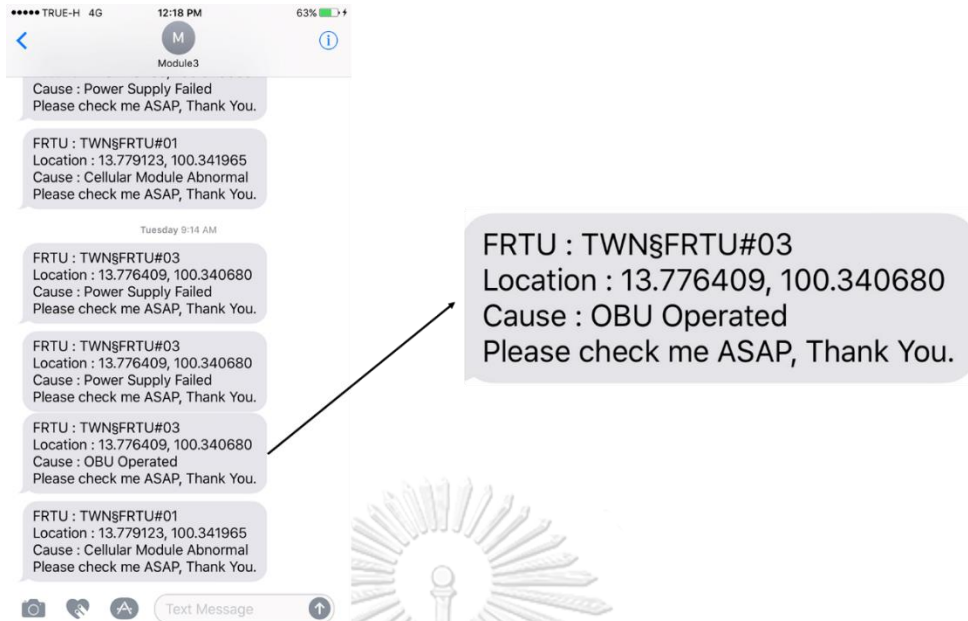 TRUE-H 4G 12:18 PM 63%
M
Module3
Cause : Power Supply Failed
Please check me ASAP, Thank You.
FRTU : TWN§FRTU#01
Location : 13.779123, 100.341965
Cause : Cellular Module Abnormal
Please check me ASAP, Thank You.
Tuesday 9:14 AM
FRTU : TWN§FRTU#03
Location : 13.776409, 100.340680
Cause : Power Supply Failed
Please check me ASAP, Thank You.
FRTU : TWN§FRTU#03
Location : 13.776409, 100.340680
Cause : Power Supply Failed
Please check me ASAP, Thank You.
FRTU : TWN§FRTU#03
Location : 13.776409, 100.340680
Cause : OBU Operated
Please check me ASAP, Thank You.
FRTU : TWN§FRTU#01
Location : 13.779123, 100.341965
Cause : Cellular Module Abnormal
Please check me ASAP, Thank You.
Text Message
FRTU : TWN§FRTU#03
Location : 13.776409, 100.340680
Cause : OBU Operated
Please check me ASAP, Thank You.